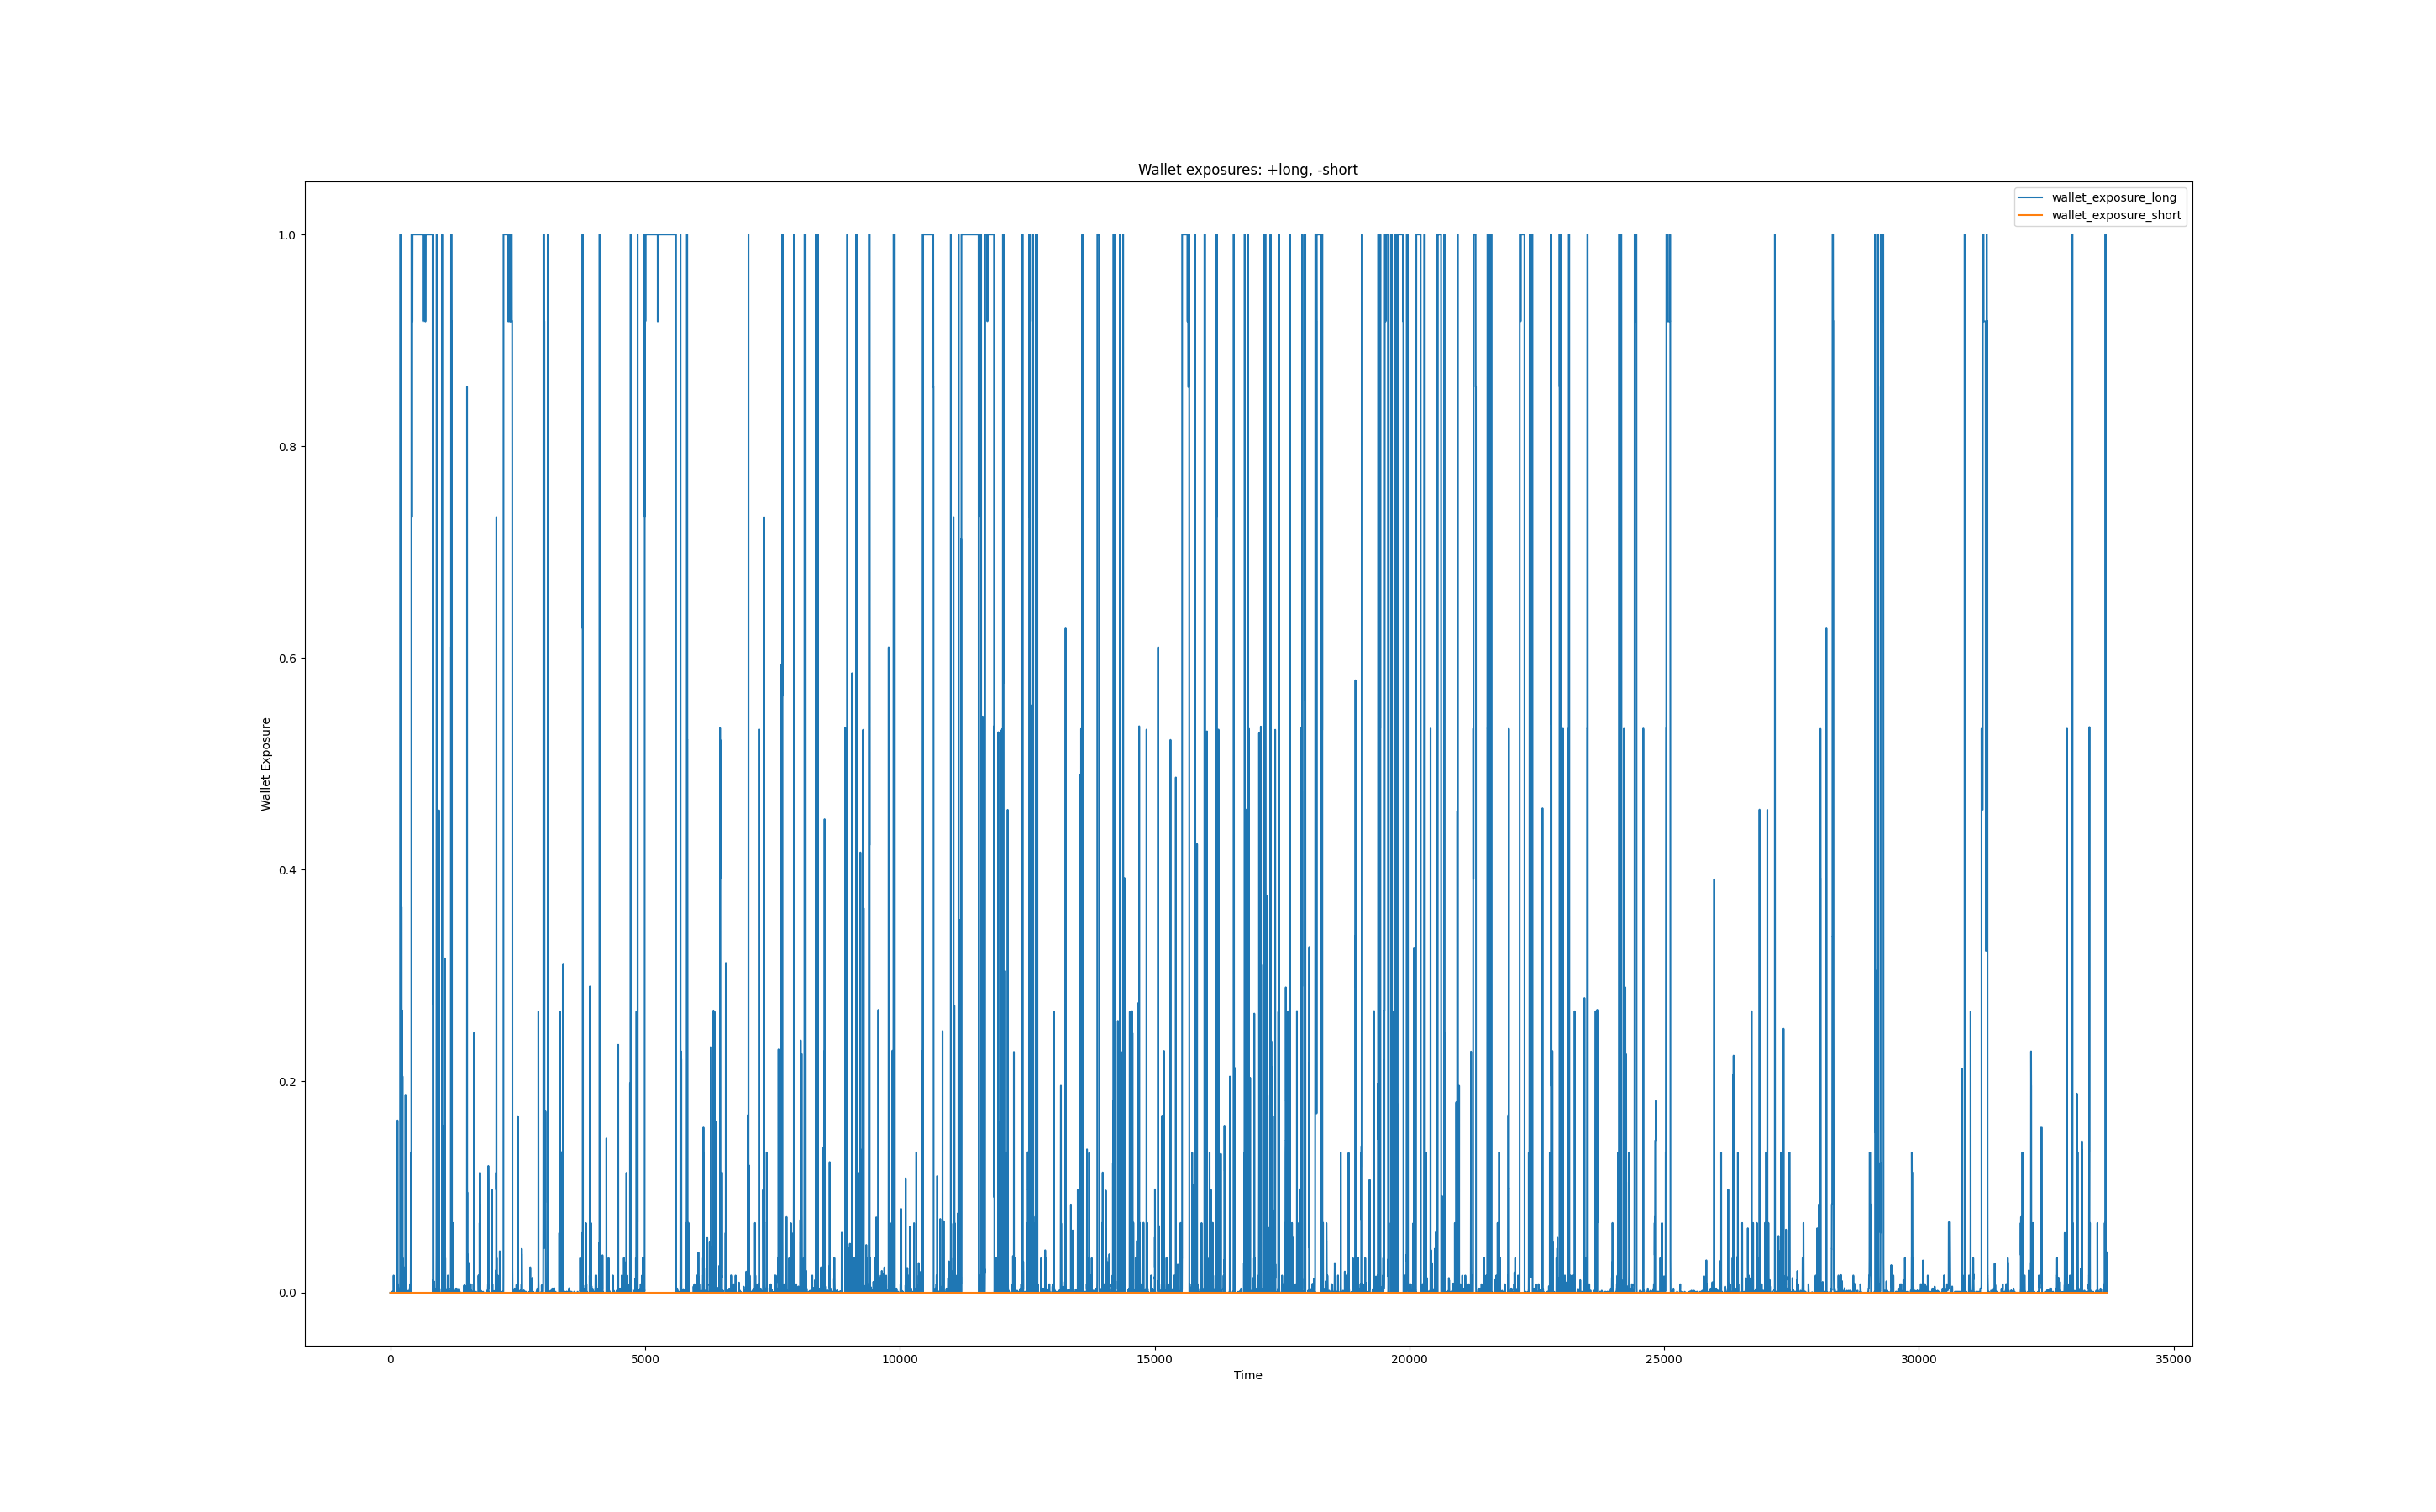 Wallet exposures: +long, -short
wallet_exposure_long
wallet_exposure_short
1.0
0.8
0.6
0.4
0.2
0.0
Wallet Exposure
0 5000 10000 15000 20000 25000 30000 35000
Time